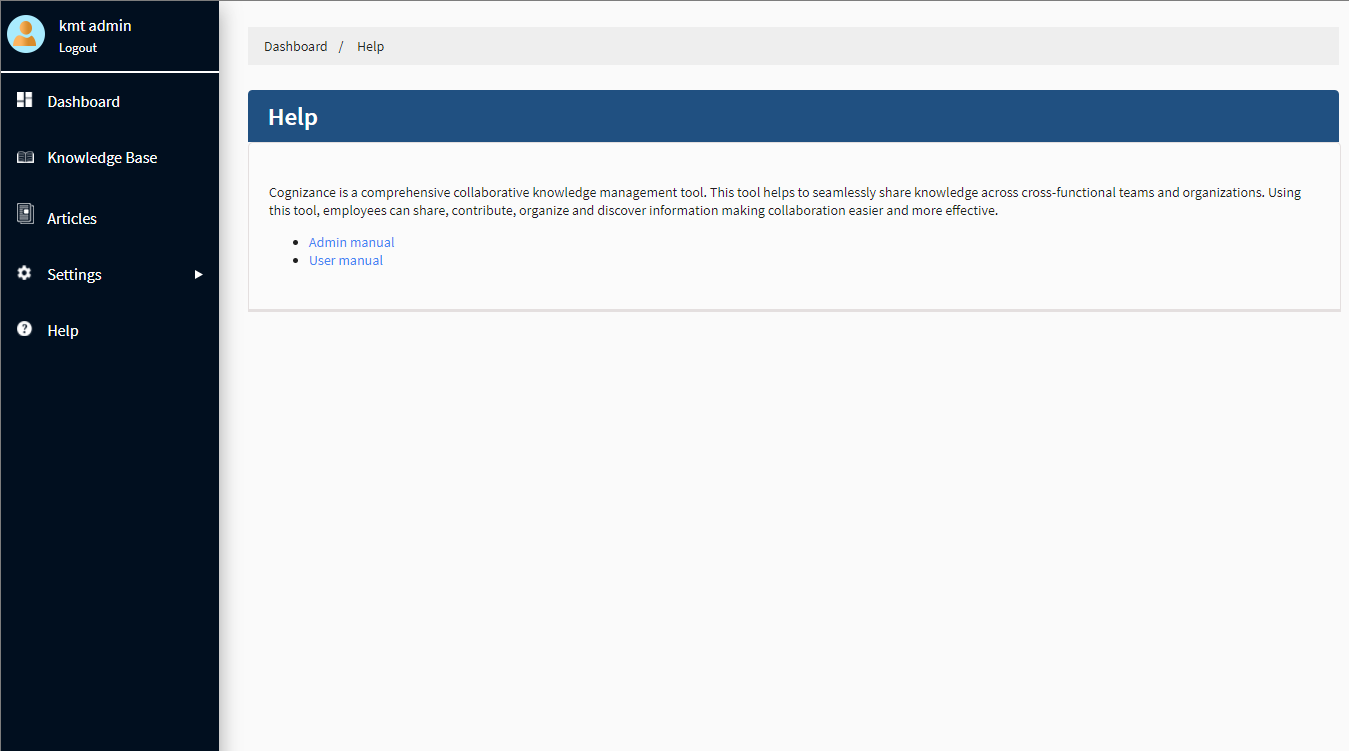 kmt admin
Logout
Dashboard
Knowledge Base
Articles
Settings
Help
Dashboard / Help
Help
Cognizance is a comprehensive collaborative knowledge management tool. This tool helps to seamlessly share knowledge across cross-functional teams and organizations. Using
this tool, employees can share, contribute, organize and discover information making collaboration easier and more effective.
Admin manual
User manual